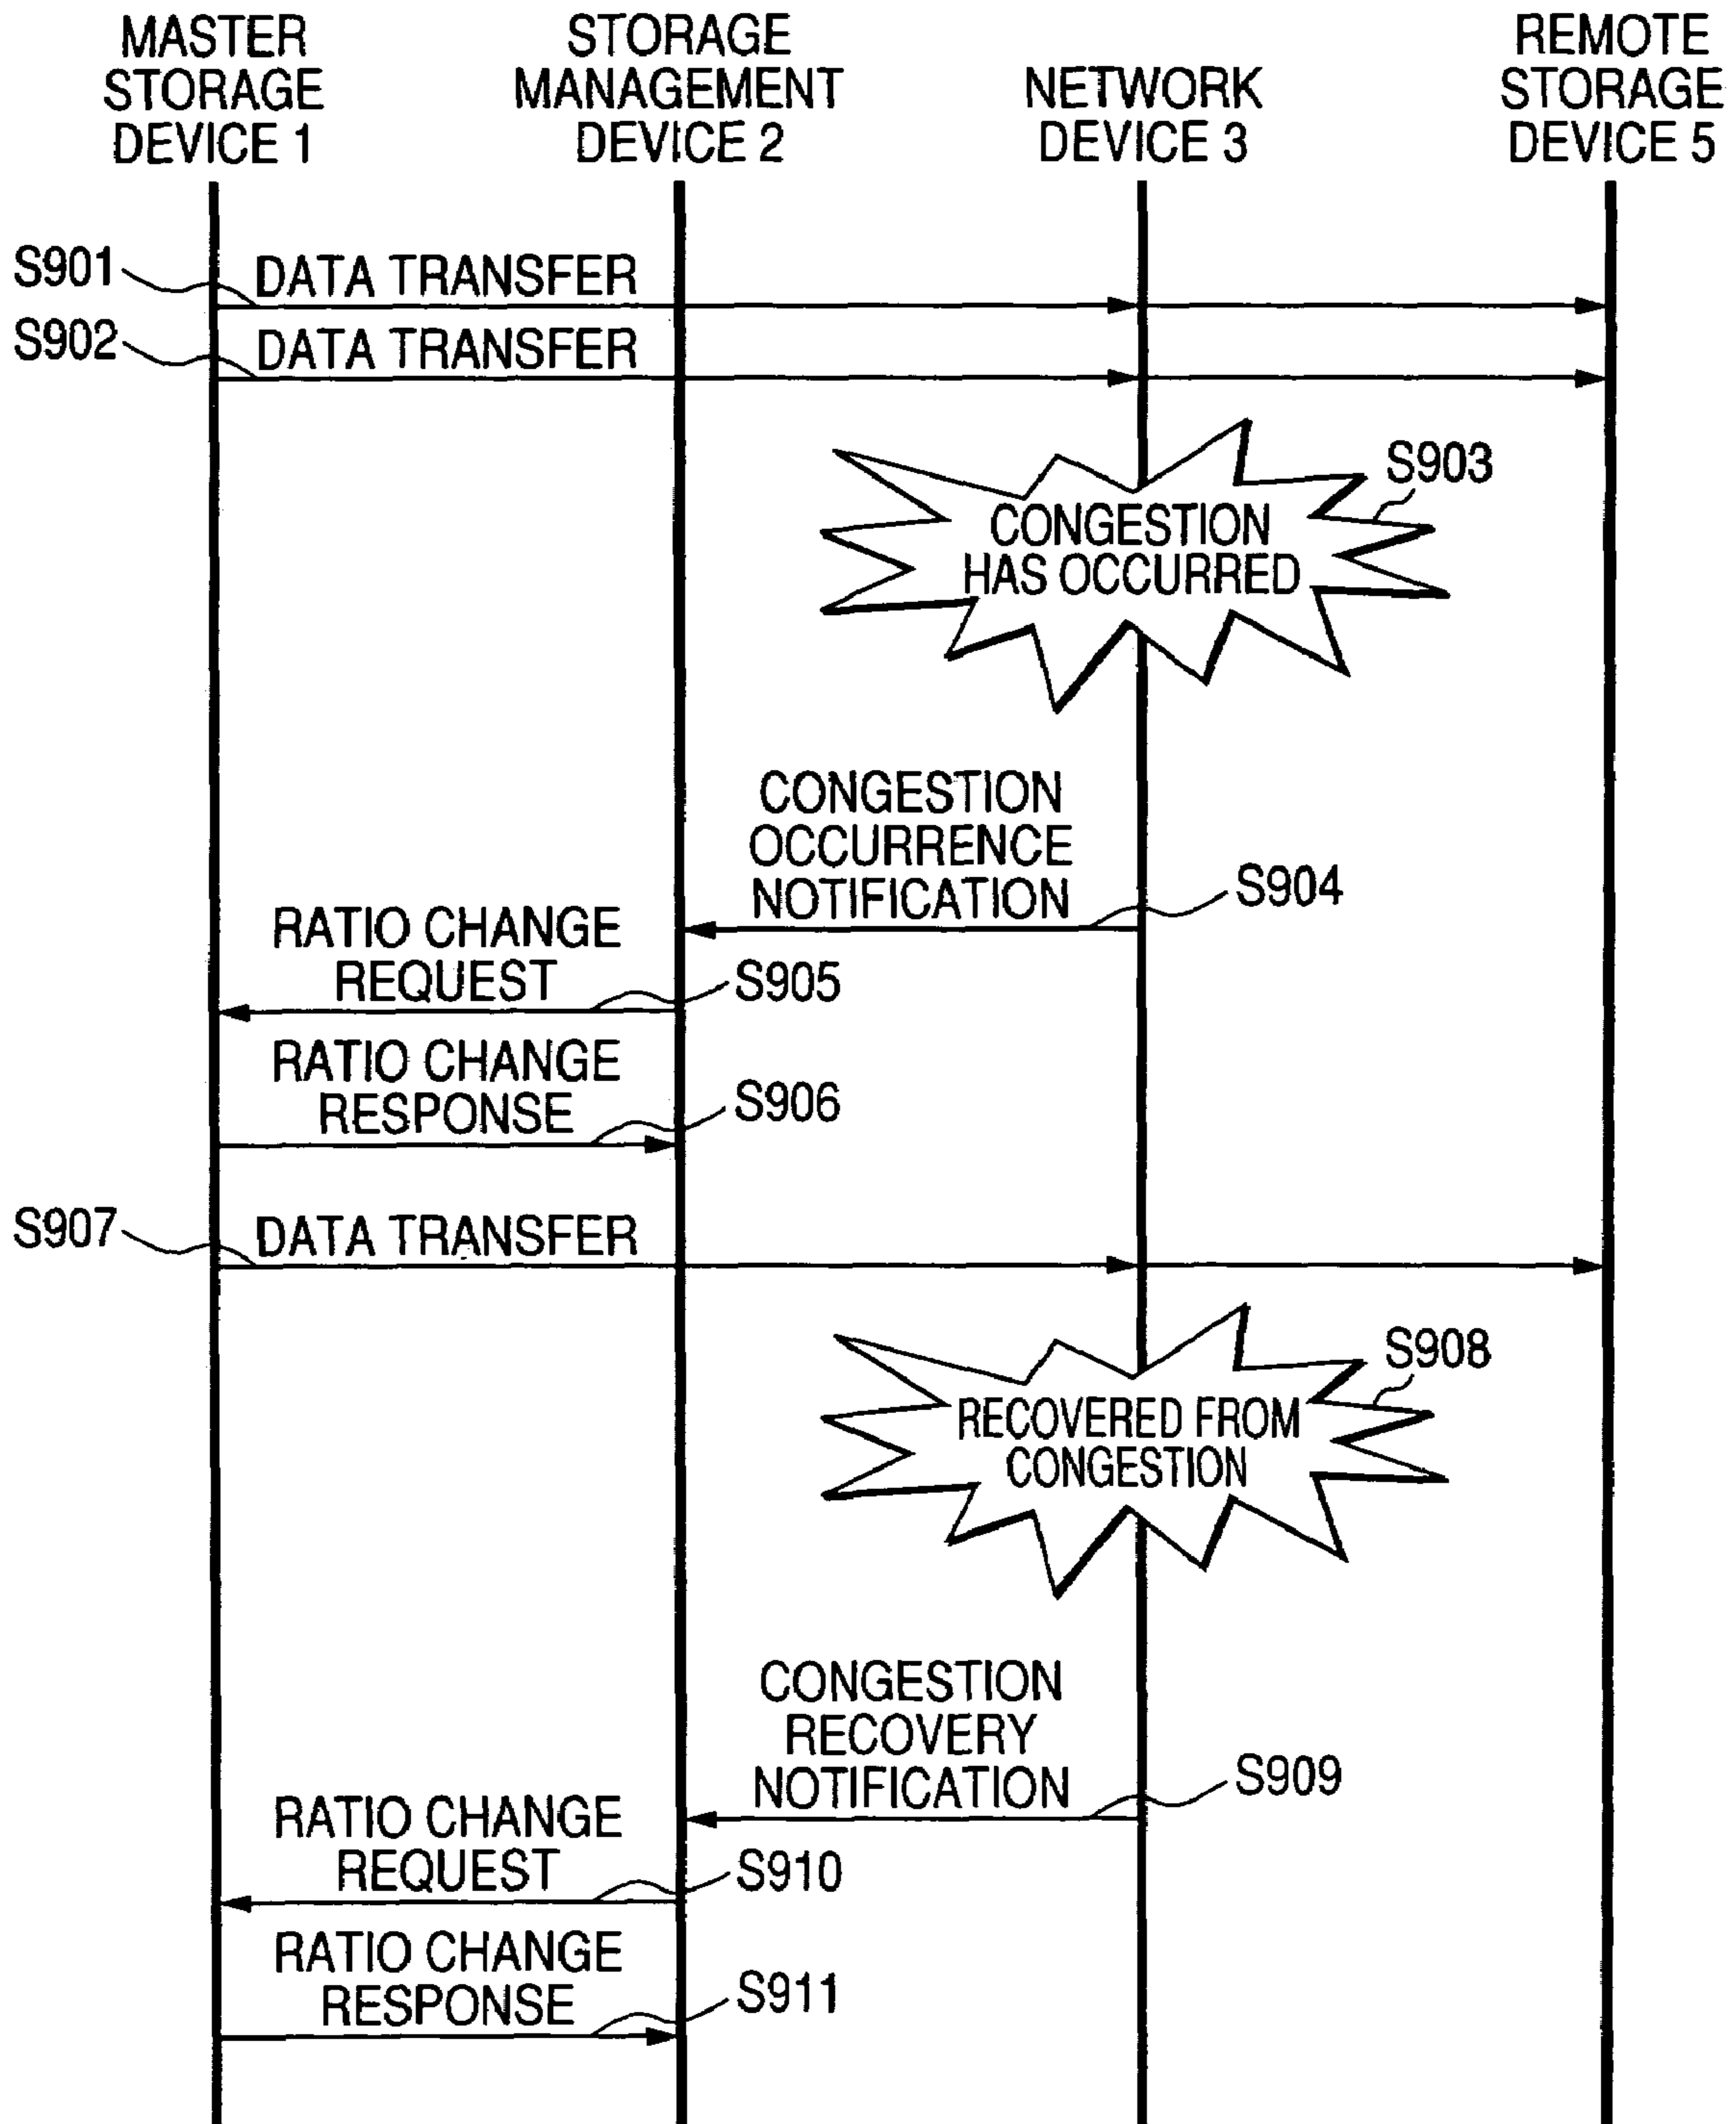 MASTER
STORAGE
DEVICE 1
STORAGE
MANAGEMENT
DEVICE 2
NETWORK
DEVICE 3
REMOTE
STORAGE
DEVICE 5
S901
DATA TRANSFER
S902
DATA TRANSFER
S903
CONGESTION
HAS OCCURRED
CONGESTION
OCCURRENCE
NOTIFICATION
S904
RATIO CHANGE
REQUEST
S905
RATIO CHANGE
RESPONSE
S906
S907
DATA TRANSFER
S908
RECOVERED FROM
CONGESTION
CONGESTION
RECOVERY
NOTIFICATION
S909
RATIO CHANGE
REQUEST
S910
RATIO CHANGE
RESPONSE
S911